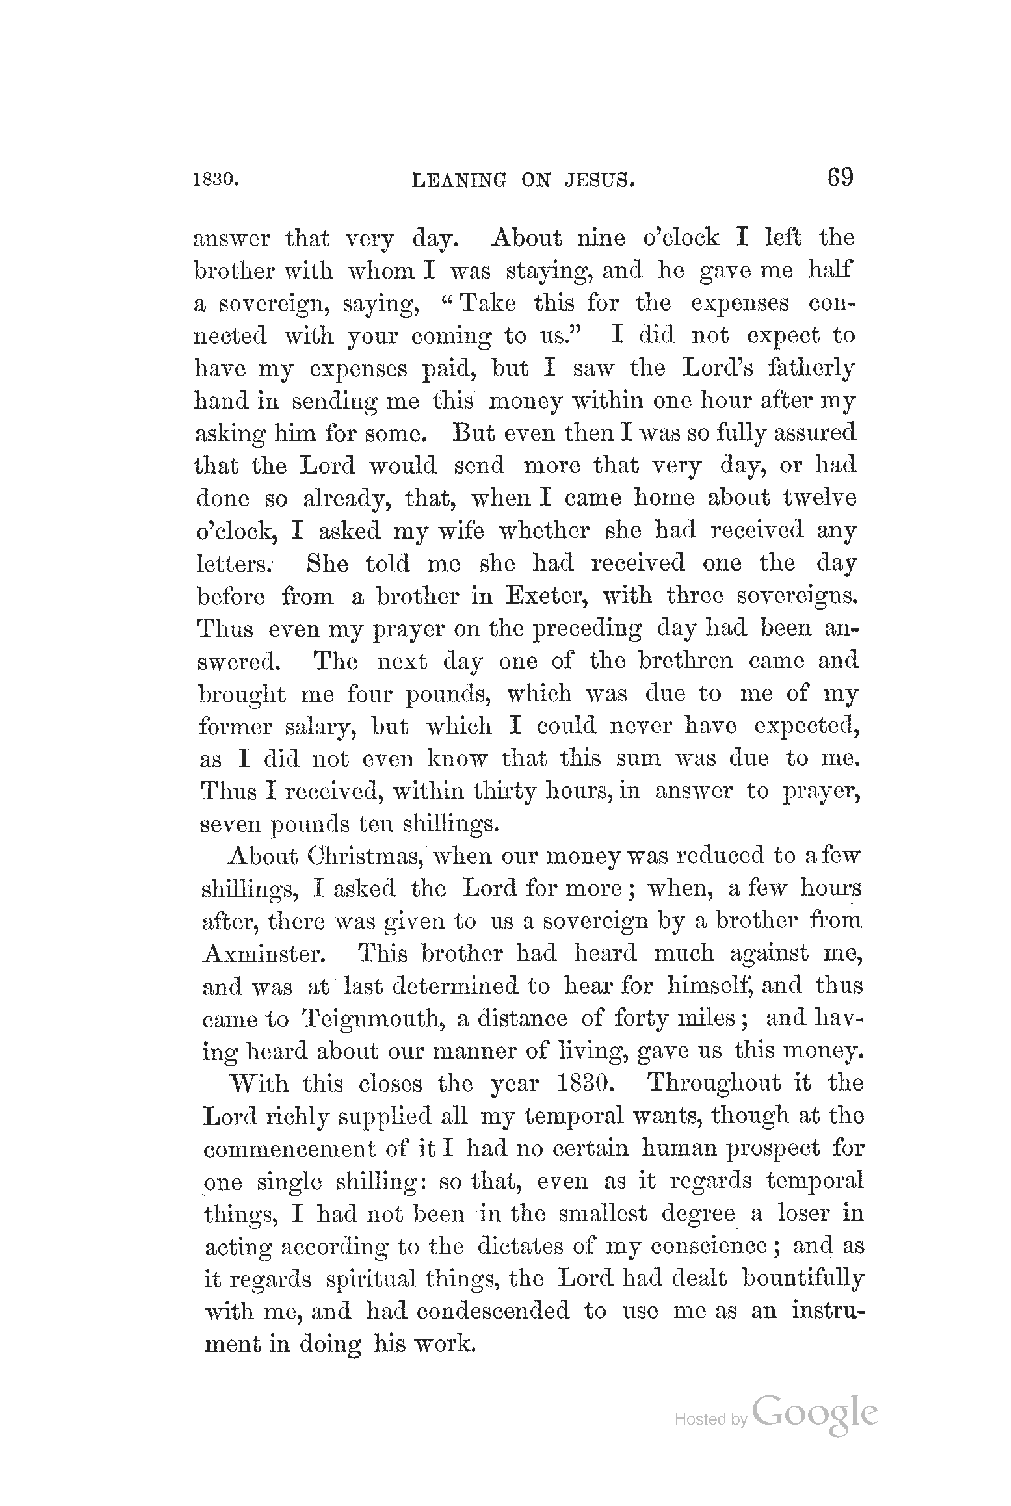 1830. LEANING ON JESUS. 69
answer that very day. About nine o'clock I left the
brother with whom I was staying, and he gave me half
a sovereign, saying, “Take this for the expenses con-
nected with your coming to us.” I did not expect to
have my expenses paid, but I saw the Lord's fatherly
hand in sending me this money within one hour after my
asking him for some. But even then I was so fully assured
that the Lord would send more that very day, or had
done so already, that, when I came home about twelve
o'clock, I asked my wife whether she had received any
letters. She told me she had received one the day
before from a brother in Exeter, with three sovereigns.
Thus even my prayer on the preceding day had been an-
swered. The next day one of the brethren came and
brought me four pounds, which was due to me of my
former salary, but which I could never have expected,
as I did not even know that this sum was due to me.
Thus I received, within thirty hours, in answer to prayer,
seven pounds ten shillings.
About Christmas, when our money was reduced to a few
shillings, I asked the Lord for more; when, a few hours
after, there was given to us a sovereign by a brother from
Axminster. This brother had heard much against me,
and was at last determined to hear for himself, and thus
came to Teignmouth, a distance of forty miles; and hav-
ing heard about our manner of living, gave us this money.
With this closes the year 1830. Throughout it the
Lord richly supplied all my temporal wants, though at the
commencement of it I had no certain human prospect for
one single shilling: so that, even as it regards temporal
things, I had not been in the smallest degree a loser in
acting according to the dictates of my conscience; and as
it regards spiritual things, the Lord had dealt bountifully
with me, and had condescended to use me as an instru-
ment in doing his work.
Hosted by Google